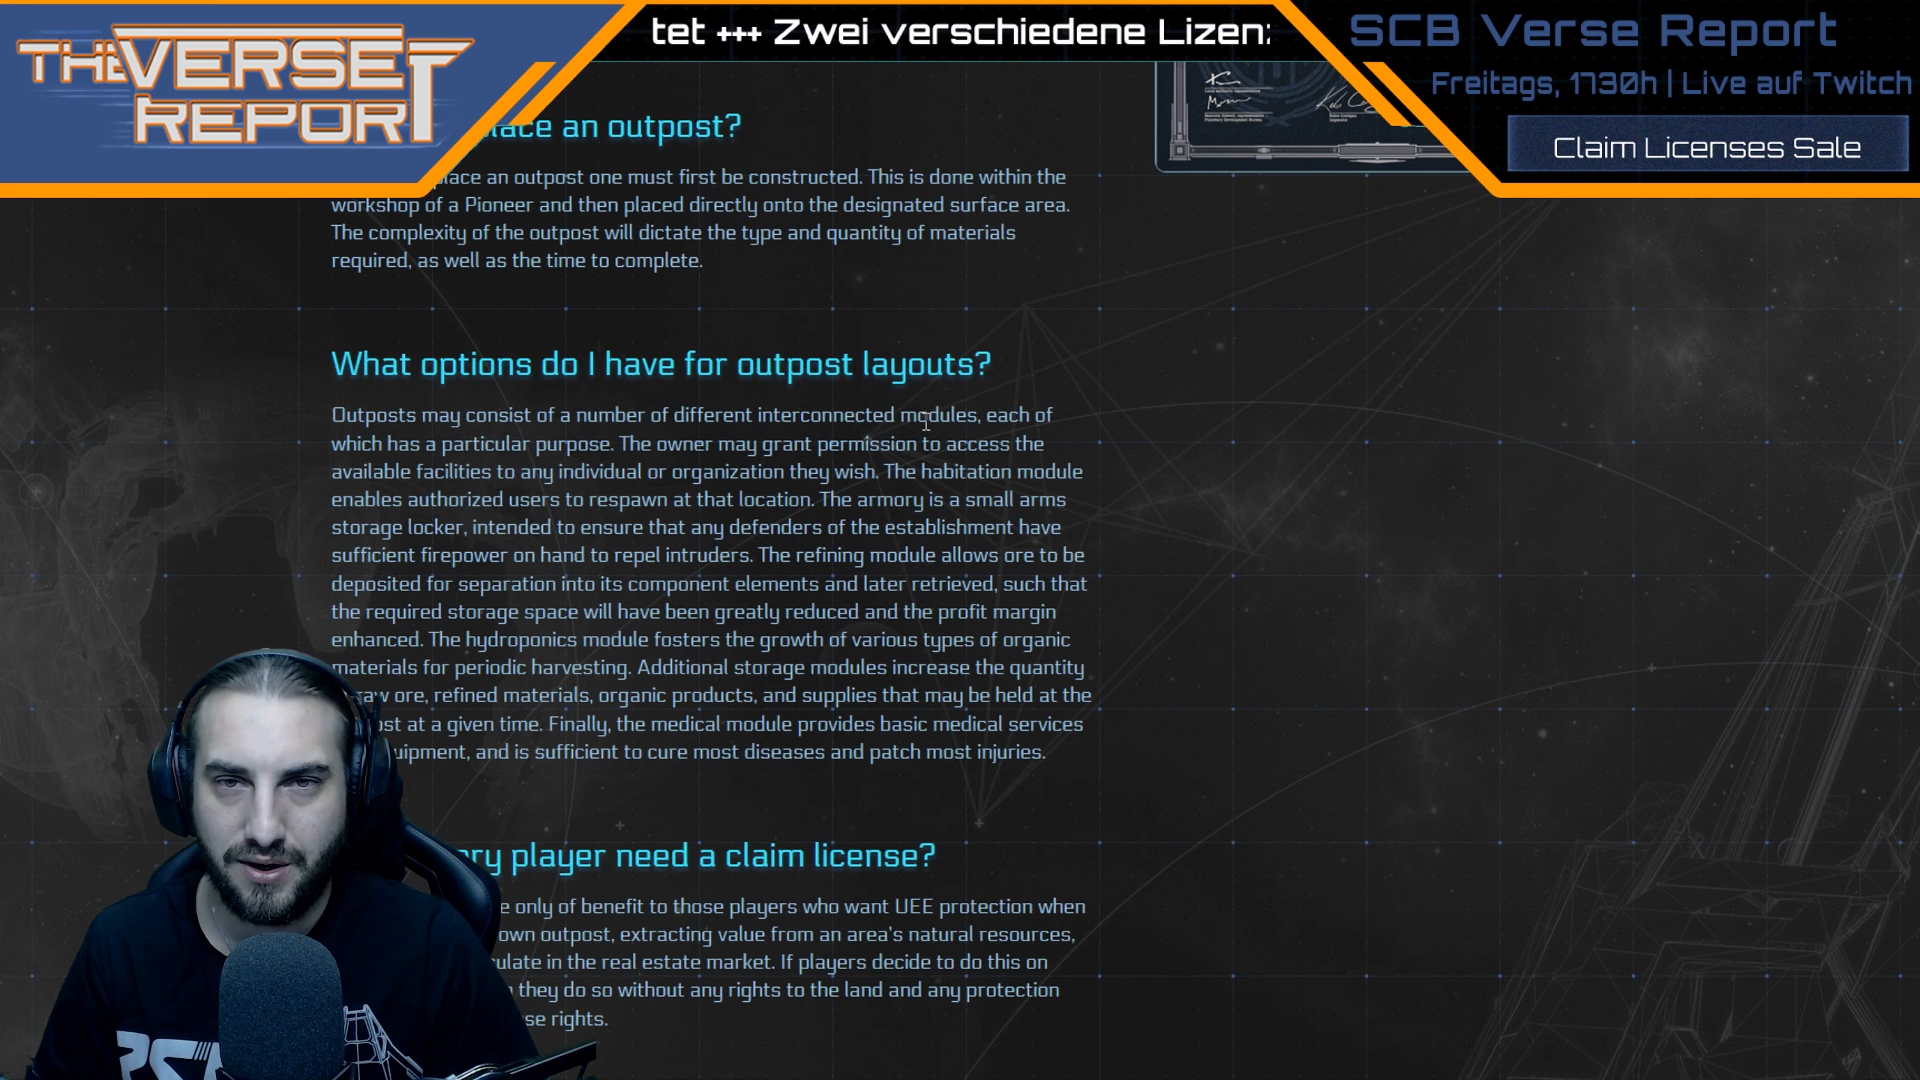 THE VERSE
REPORT
tet +++ Zwei verschiedene Lizen
SCB Verse Report
Freitags, 1730h | Live auf Twitch
Claim Licenses Sale
lace an outpost?
lace an outpost one must first be constructed. This is done within the
workshop of a Pioneer and then placed directly onto the designated surface area.
The complexity of the outpost will dictate the type and quantity of materials
required, as well as the time to complete.
What options do I have for outpost layouts?
Outposts may consist of a number of different interconnected modules, each of
which has a particular purpose. The owner may grant permission to access the
available facilities to any individual or organization they wish. The habitation module
enables authorized users to respawn at that location. The armory is a small arms
storage locker, intended to ensure that any defenders of the establishment have
sufficient firepower on hand to repel intruders. The refining module allows ore to be
deposited for separation into its component elements and later retrieved, such that
the required storage space will have been greatly reduced and the profit margin
enhanced. The hydroponics module fosters the growth of various types of organic
materials for periodic harvesting. Additional storage modules increase the quantity
raw ore, refined materials, organic products, and supplies that may be held at the
ost at a given time. Finally, the medical module provides basic medical services
uipment, and is sufficient to cure most diseases and patch most injuries.
ry player need a claim license?
e only of benefit to those players who want UEE protection when
own outpost, extracting value from an area's natural resources,
culate in the real estate market. If players decide to do this on
they do so without any rights to the land and any protection
se rights.